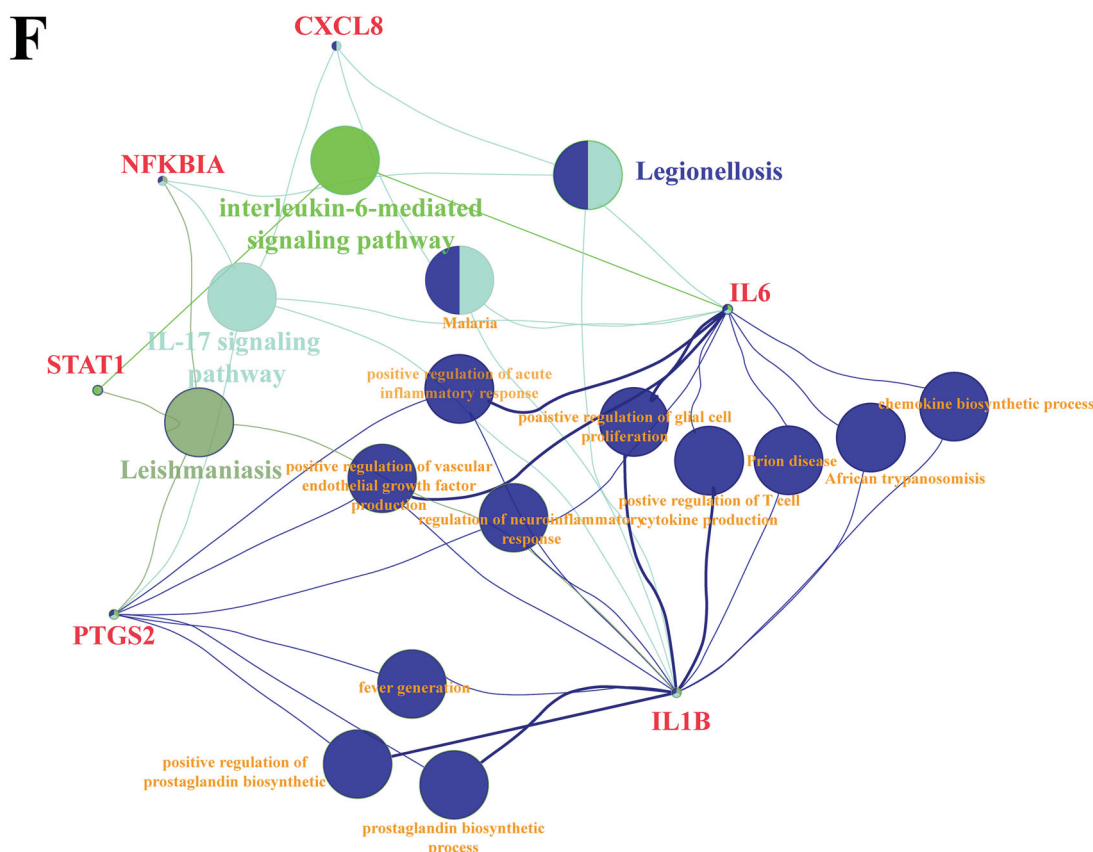 F
CXCL8
NFKBIA
Legionellosis
interleukin-6-mediated
signaling pathway
IL6
Malaria
IL-17 signaling
pathway
STAT1
positive regulation of acute
inflammatory response
chemokine biosynthetic process
poaistive regulation of glial cell
proliferation
Prion disease
African trypanosomisis
Leishmaniasis
positive regulation of vascular
endothelial growth factor
production
postive regulation of T cell
cytokine production
regulation of neuroinflammatory
response
PTGS2
fever generation
IL1B
positive regulation of
prostaglandin biosynthetic
prostaglandin biosynthetic
process